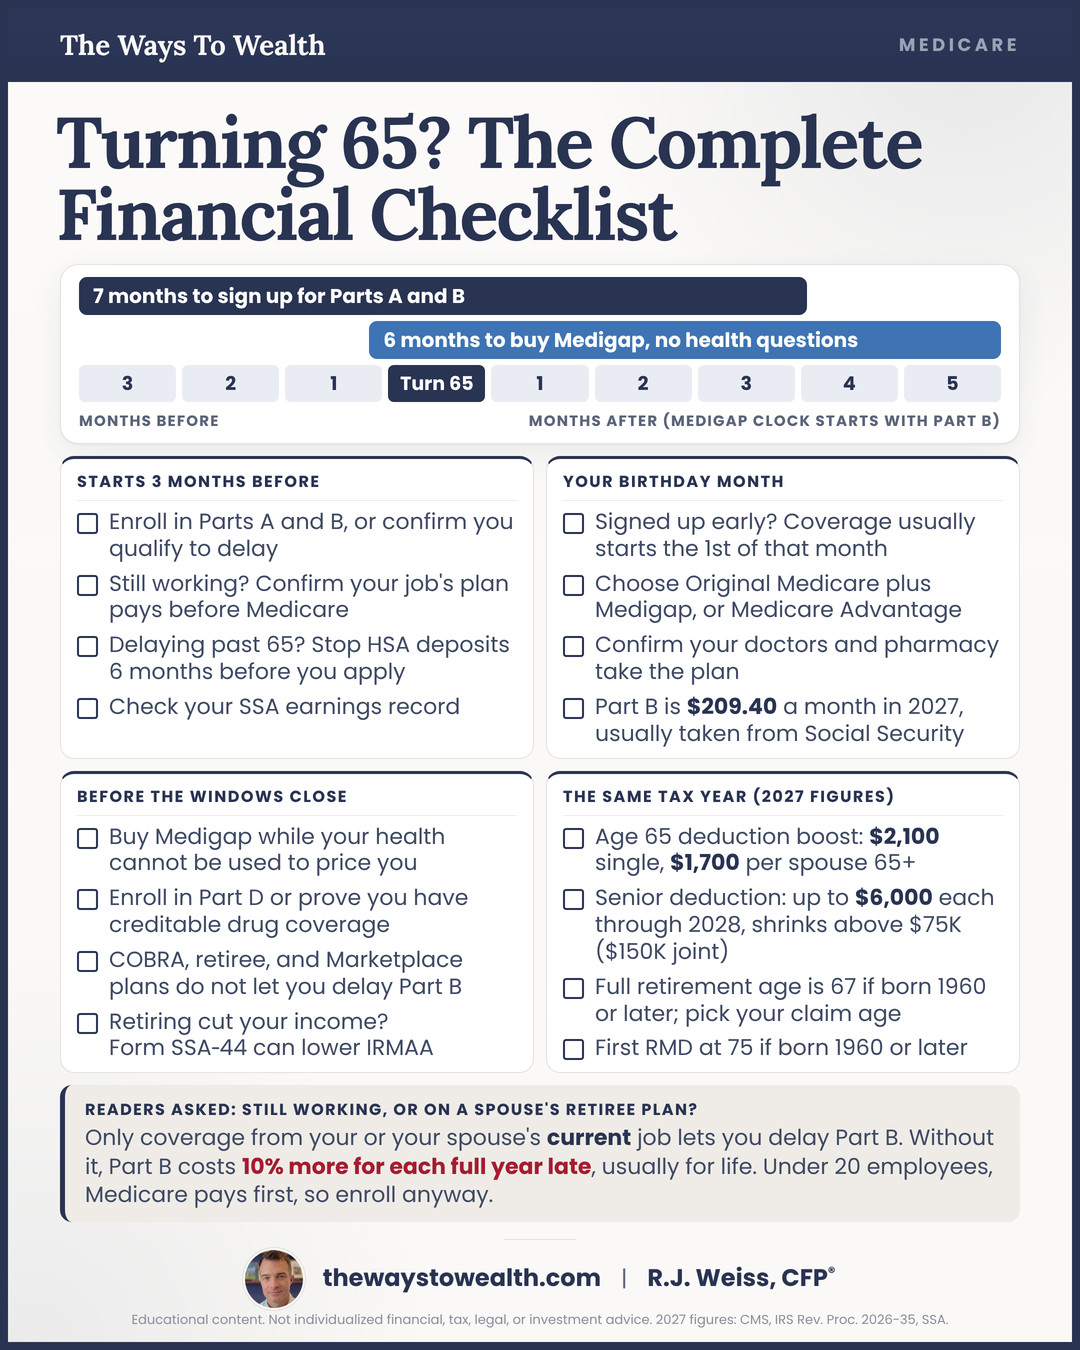 The Ways To Wealth
MEDICARE
Turning 65? The Complete
Financial Checklist
7 months to sign up for Parts A and B
6 months to buy Medigap, no health questions
3 2 1 Turn 65 1 2 3 4 5
MONTHS BEFORE
MONTHS AFTER (MEDIGAP CLOCK STARTS WITH PART B)
STARTS 3 MONTHS BEFORE
Enroll in Parts A and B, or confirm you
qualify to delay
Still working? Confirm your job's plan
pays before Medicare
Delaying past 65? Stop HSA deposits
6 months before you apply
Check your SSA earnings record
YOUR BIRTHDAY MONTH
Signed up early? Coverage usually
starts the 1st of that month
Choose Original Medicare plus
Medigap, or Medicare Advantage
Confirm your doctors and pharmacy
take the plan
Part B is $209.40 a month in 2027,
usually taken from Social Security
BEFORE THE WINDOWS CLOSE
Buy Medigap while your health
cannot be used to price you
Enroll in Part D or prove you have
creditable drug coverage
COBRA, retiree, and Marketplace
plans do not let you delay Part B
Retiring cut your income?
Form SSA-44 can lower IRMAA
THE SAME TAX YEAR (2027 FIGURES)
Age 65 deduction boost: $2,100
single, $1,700 per spouse 65+
Senior deduction: up to $6,000 each
through 2028, shrinks above $75K
($150K joint)
Full retirement age is 67 if born 1960
or later; pick your claim age
First RMD at 75 if born 1960 or later
READERS ASKED: STILL WORKING, OR ON A SPOUSE'S RETIREE PLAN?
Only coverage from your or your spouse's current job lets you delay Part B. Without
it, Part B costs 10% more for each full year late, usually for life. Under 20 employees,
Medicare pays first, so enroll anyway.
thewaystowealth.com | R.J. Weiss, CFP®
Educational content. Not individualized financial, tax, legal, or investment advice. 2027 figures: CMS, IRS Rev. Proc. 2026-35, SSA.